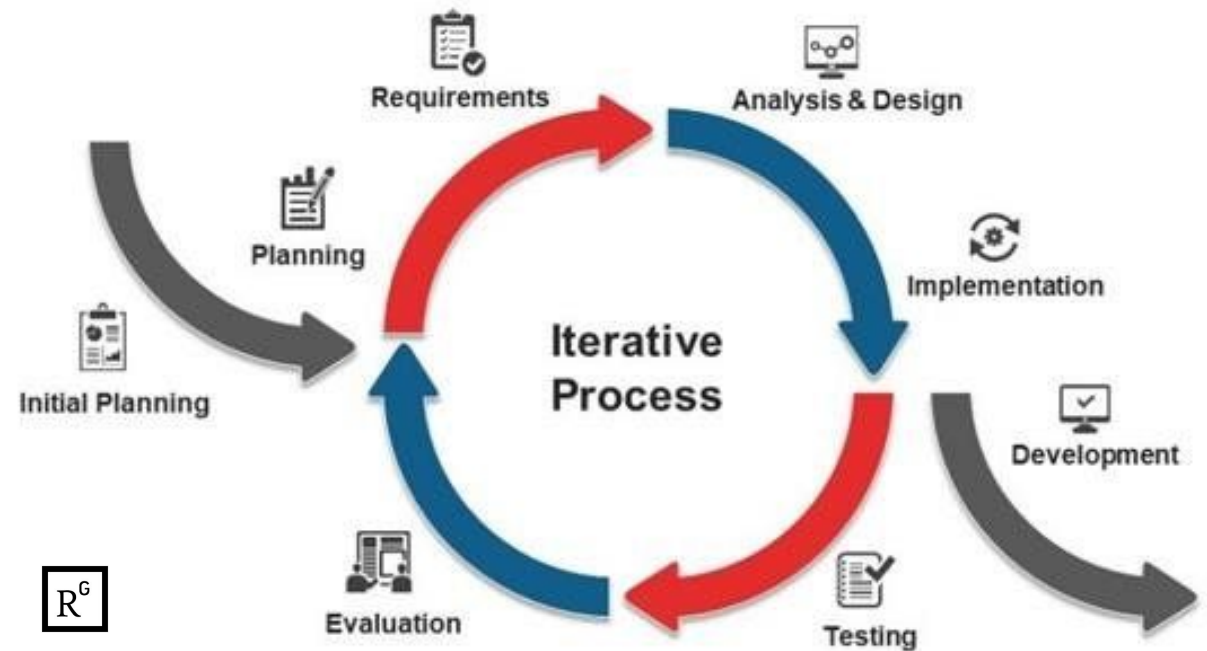 Requirements
Analysis & Design
Planning
Implementation
Iterative
Process
Initial Planning
Development
Evaluation
Testing
R^G